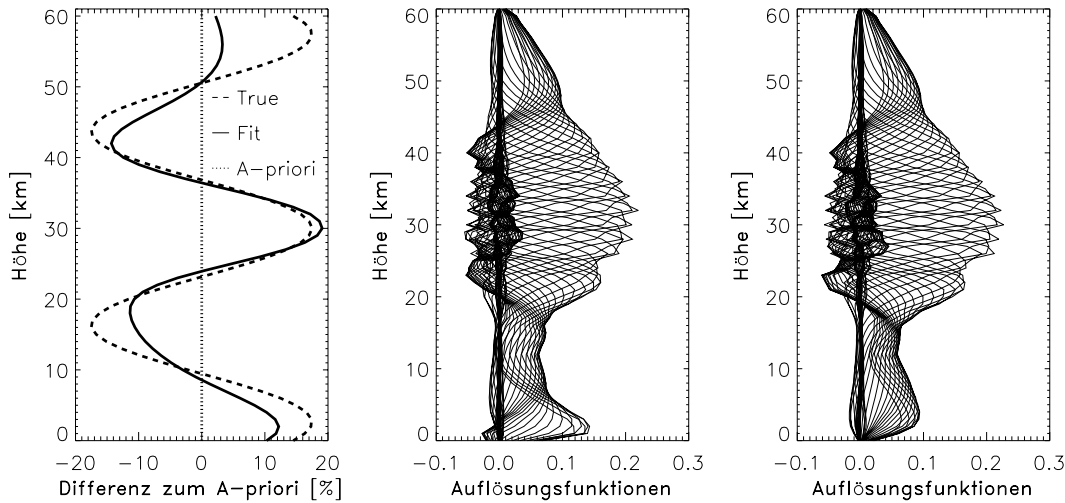 60
50
40
30
20
10
0
Höhe [km]
True
Fit
A-priori
-20 -10 0 10 20
Differenz zum A-priori [%]
60
50
40
30
20
10
0
Höhe [km]
-0.1 0.0 0.1 0.2 0.3
Auflösungsfunktionen
60
50
40
30
20
10
0
Höhe [km]
-0.1 0.0 0.1 0.2 0.3
Auflösungsfunktionen